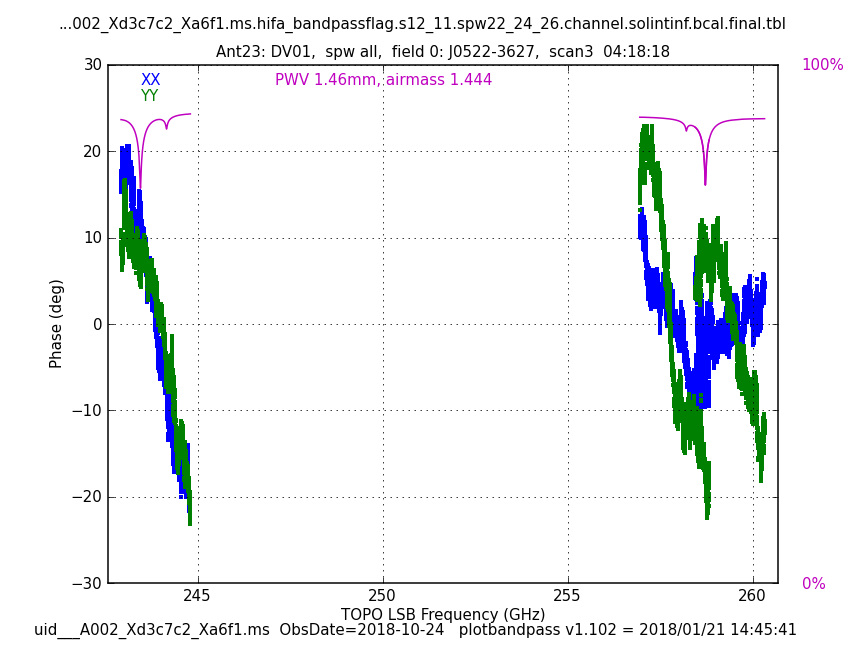 ...002_Xd3c7c2_Xa6f1.ms.hifa_bandpassflag.s12_11.spw22_24_26.channel.solintinf.bcal.final.tbl
Ant23: DV01,  spw all,  field 0: J0522-3627,  scan3  04:18:18
30
XX
YY
PWV 1.46mm, airmass 1.444
100%
20
10
0
−10
−20
−30
Phase (deg)
0%
245
250
255
260
TOPO LSB Frequency (GHz)
uid___A002_Xd3c7c2_Xa6f1.ms  ObsDate=2018-10-24   plotbandpass v1.102 = 2018/01/21 14:45:41